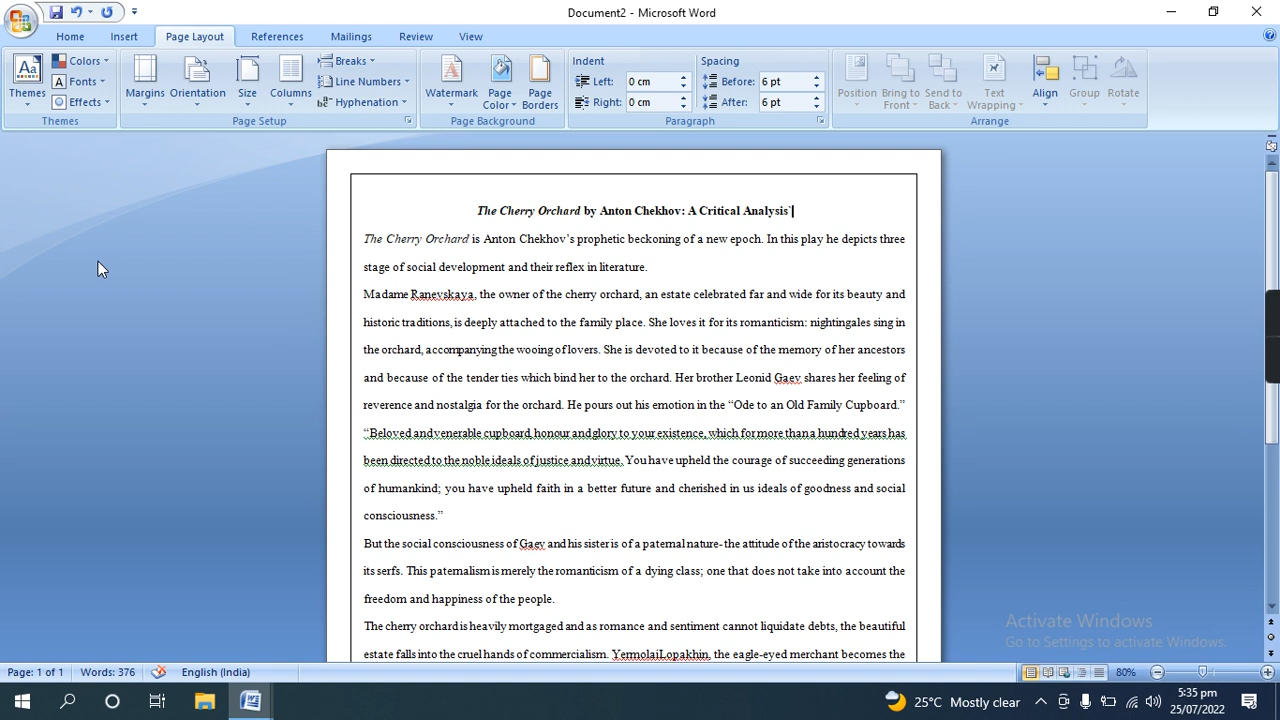 Document2 - Microsoft Word
Home Insert Page Layout References Mailings Review View
Themes
Colors
Fonts
Effects
Themes
Margins Orientation Size Columns
Breaks
Line Numbers
Hyphenation
Page Setup
Watermark Page Color Page Borders
Page Background
Indent
Left: 0 cm
Right: 0 cm
Spacing
Before: 6 pt
After: 6 pt
Paragraph
Position Bring to Front Send to Back Text Wrapping Align Group Rotate
Arrange
The Cherry Orchard by Anton Chekhov: A Critical Analysis`
The Cherry Orchard is Anton Chekhov’s prophetic beckoning of a new epoch. In this play he depicts three
stage of social development and their reflex in literature.
Madame Ranevskaya, the owner of the cherry orchard, an estate celebrated far and wide for its beauty and
historic traditions, is deeply attached to the family place. She loves it for its romanticism: nightingales sing in
the orchard, accompanying the wooing of lovers. She is devoted to it because of the memory of her ancestors
and because of the tender ties which bind her to the orchard. Her brother Leonid Gaev shares her feeling of
reverence and nostalgia for the orchard. He pours out his emotion in the “Ode to an Old Family Cupboard.”
“Beloved and venerable cupboard, honour and glory to your existence, which for more than a hundred years has
been directed to the noble ideals of justice and virtue. You have upheld the courage of succeeding generations
of humankind; you have upheld faith in a better future and cherished in us ideals of goodness and social
consciousness.”
But the social consciousness of Gaev and his sister is of a paternal nature- the attitude of the aristocracy towards
its serfs. This paternalism is merely the romanticism of a dying class; one that does not take into account the
freedom and happiness of the people.
The cherry orchard is heavily mortgaged and as romance and sentiment cannot liquidate debts, the beautiful
estate falls into the cruel hands of commercialism. YermolaiLopakhin, the eagle-eyed merchant becomes the
Activate Windows
Go to Settings to activate Windows.
Page: 1 of 1 Words: 376 English (India) 80%
25°C Mostly clear
5:35 pm
25/07/2022